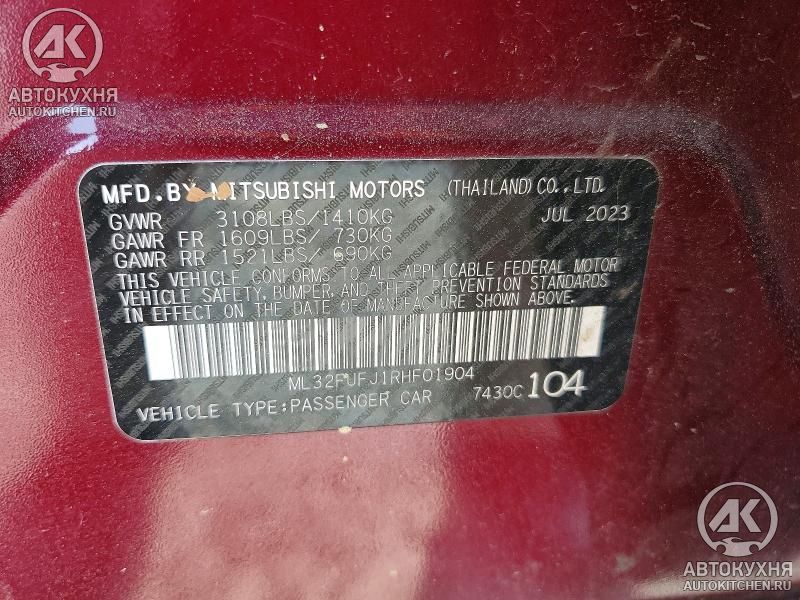 АК
АВТОКУХНЯ
AUTOKITCHEN.RU
MFD.BY MITSUBISHI MOTORS (THAILAND) CO.,LTD.
GVWR 3108LBS/1410KG JUL 2023
GAWR FR 1609LBS/ 730KG
GAWR RR 1521LBS/ 690KG
THIS VEHICLE CONFORMS TO ALL APPLICABLE FEDERAL MOTOR
VEHICLE SAFETY, BUMPER, AND THEFT PREVENTION STANDARDS
IN EFFECT ON THE DATE OF MANUFACTURE SHOWN ABOVE.
ML32FUFJ1RHF01904
VEHICLE TYPE:PASSENGER CAR 7430C 104
АК
АВТОКУХНЯ
AUTOKITCHEN.RU